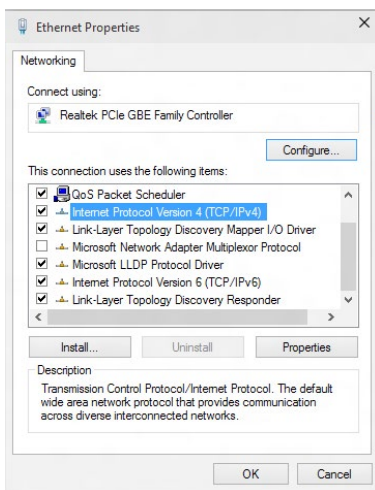 Ethernet Properties
Networking
Connect using:
Realtek PCIe GBE Family Controller
Configure...
This connection uses the following items:
QoS Packet Scheduler
Internet Protocol Version 4 (TCP/IPv4)
Link-Layer Topology Discovery Mapper I/O Driver
Microsoft Network Adapter Multiplexor Protocol
Microsoft LLDP Protocol Driver
Internet Protocol Version 6 (TCP/IPv6)
Link-Layer Topology Discovery Responder
Install...
Uninstall
Properties
Description
Transmission Control Protocol/Internet Protocol. The default
wide area network protocol that provides communication
across diverse interconnected networks.
OK
Cancel